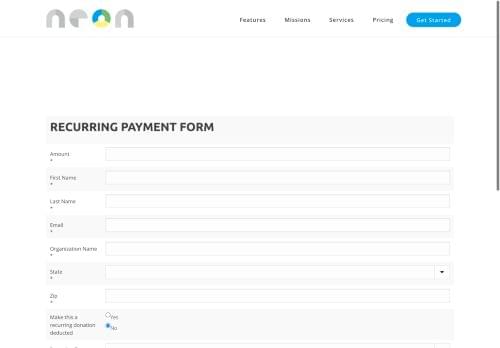 neon
Features Missions Services Pricing Get Started
RECURRING PAYMENT FORM
Amount
*
First Name
*
Last Name
*
Email
*
Organization Name
*
State
*
Zip
*
Make this a
recurring donation
deducted
Yes
No